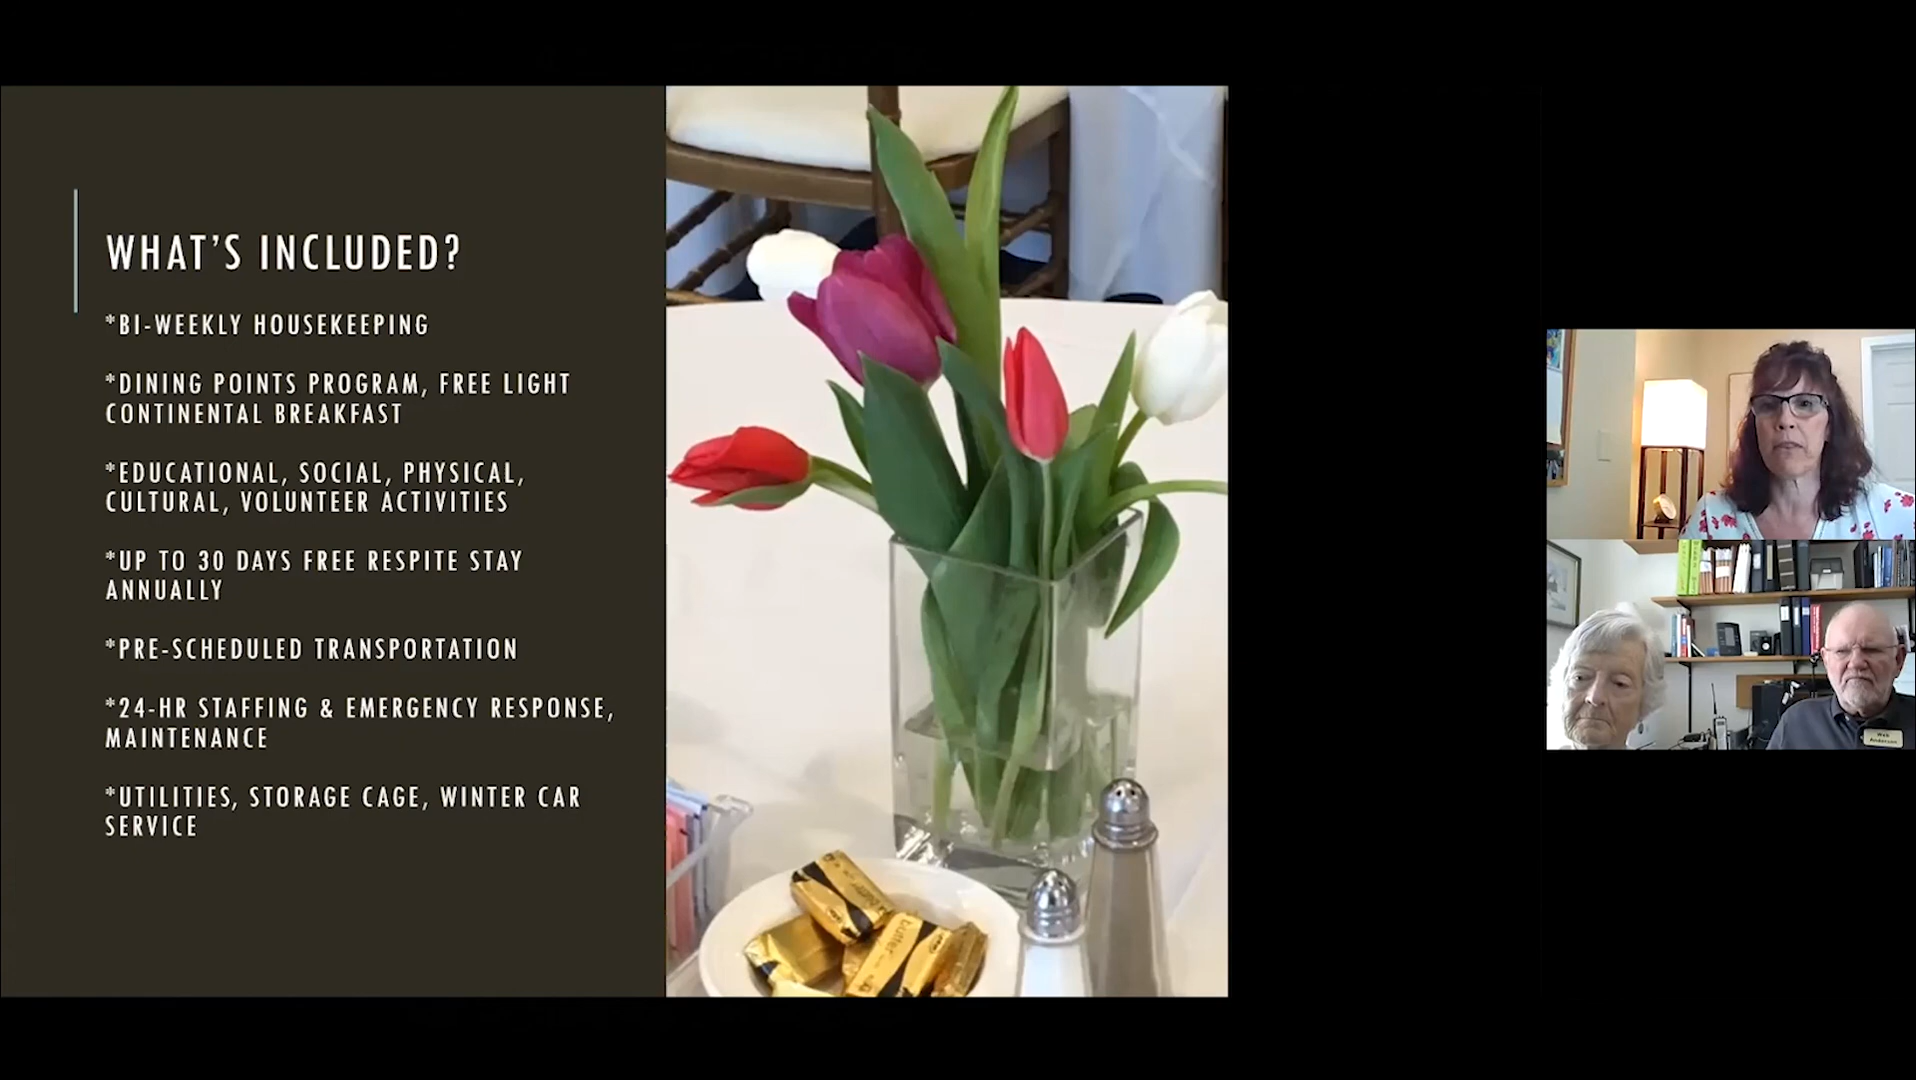 WHAT'S INCLUDED?
*BI-WEEKLY HOUSEKEEPING
*DINING POINTS PROGRAM, FREE LIGHT
CONTINENTAL BREAKFAST
*EDUCATIONAL, SOCIAL, PHYSICAL,
CULTURAL, VOLUNTEER ACTIVITIES
*UP TO 30 DAYS FREE RESPITE STAY
ANNUALLY
*PRE-SCHEDULED TRANSPORTATION
*24-HR STAFFING & EMERGENCY RESPONSE,
MAINTENANCE
*UTILITIES, STORAGE CAGE, WINTER CAR
SERVICE
butter
Anderson